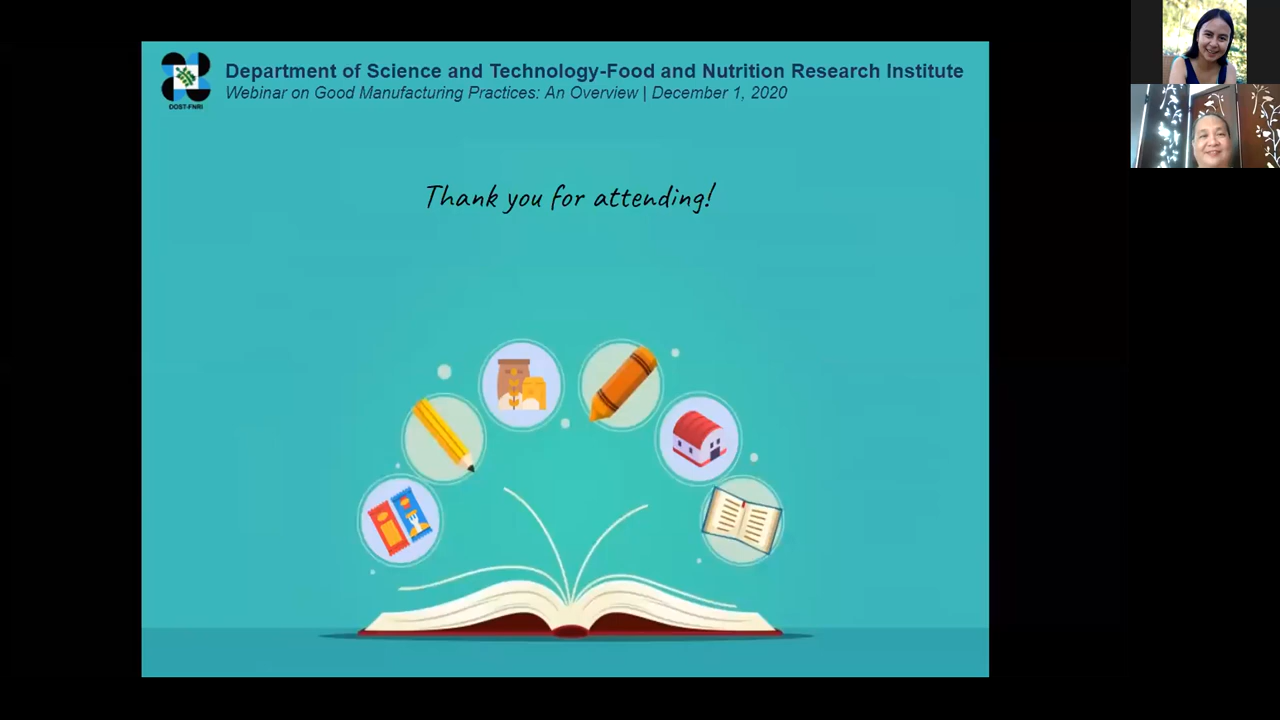 Department of Science and Technology-Food and Nutrition Research Institute
Webinar on Good Manufacturing Practices: An Overview | December 1, 2020
DOST-FNRI
Thank you for attending!